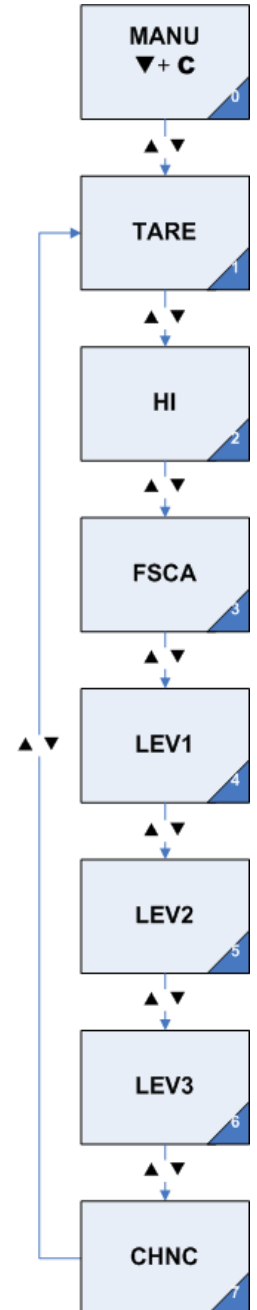 MANU
▼+ C
0
▲ ▼
TARE
1
▲ ▼
HI
2
▲ ▼
FSCA
3
▲ ▼
LEV1
4
▲ ▼
▲ ▼
LEV2
5
▲ ▼
LEV3
6
▲ ▼
CHNC
7